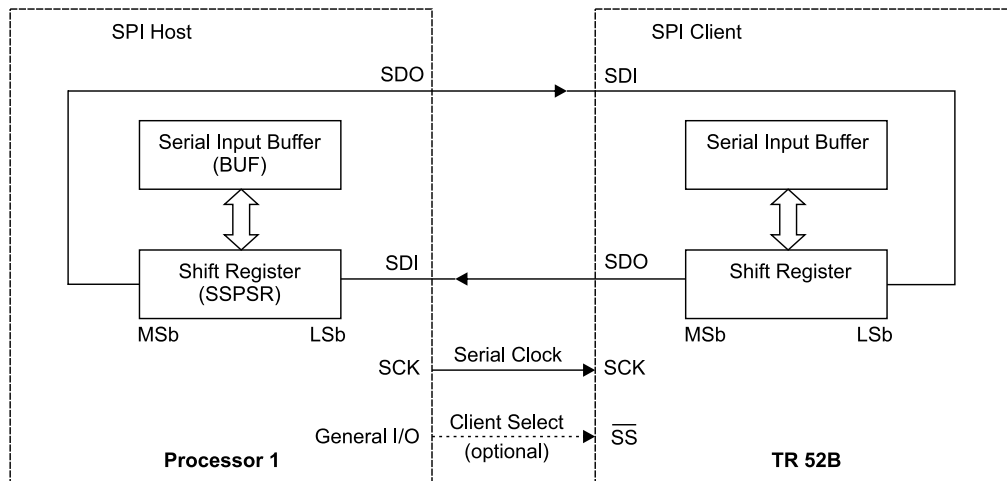 SPI Host
SPI Client
SDO
SDI
Serial Input Buffer
(BUF)
Serial Input Buffer
Shift Register
(SSPSR)
SDI
SDO
Shift Register
MSb
LSb
MSb
LSb
SCK
Serial Clock
SCK
General I/O
Client Select
(optional)
SS
Processor 1
TR 52B